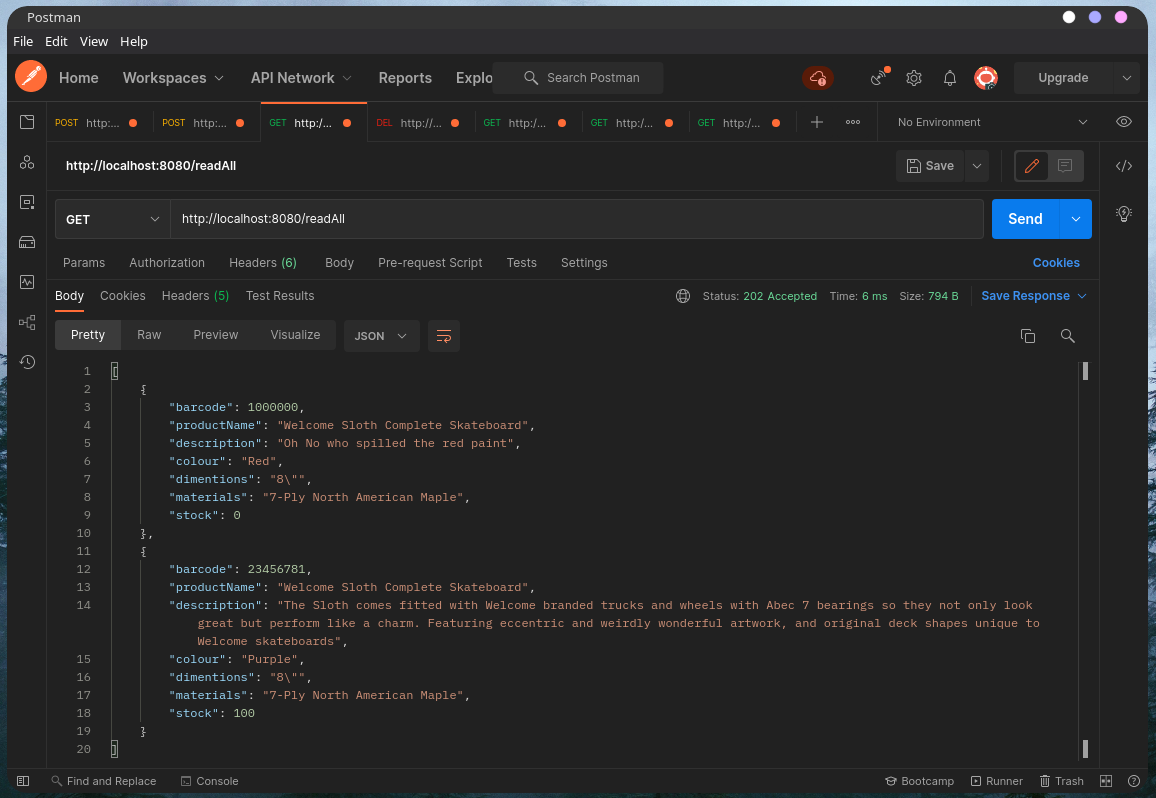 Postman
File Edit View Help
Home Workspaces API Network Reports Explo Search Postman Upgrade
POST http:... POST http:... GET http:/... DEL http://... GET http:/... GET http:/... GET http:/... No Environment
http://localhost:8080/readAll Save
GET http://localhost:8080/readAll Send
Params Authorization Headers (6) Body Pre-request Script Tests Settings Cookies
Body Cookies Headers (5) Test Results Status: 202 Accepted Time: 6 ms Size: 794 B Save Response
Pretty Raw Preview Visualize JSON
1 [
2 {
3 "barcode": 1000000,
4 "productName": "Welcome Sloth Complete Skateboard",
5 "description": "Oh No who spilled the red paint",
6 "colour": "Red",
7 "dimentions": "8\"",
8 "materials": "7-Ply North American Maple",
9 "stock": 0
10 },
11 {
12 "barcode": 23456781,
13 "productName": "Welcome Sloth Complete Skateboard",
14 "description": "The Sloth comes fitted with Welcome branded trucks and wheels with Abec 7 bearings so they not only look
great but perform like a charm. Featuring eccentric and weirdly wonderful artwork, and original deck shapes unique to
Welcome skateboards",
15 "colour": "Purple",
16 "dimentions": "8\"",
17 "materials": "7-Ply North American Maple",
18 "stock": 100
19 }
20 ]
Find and Replace Console Bootcamp Runner Trash